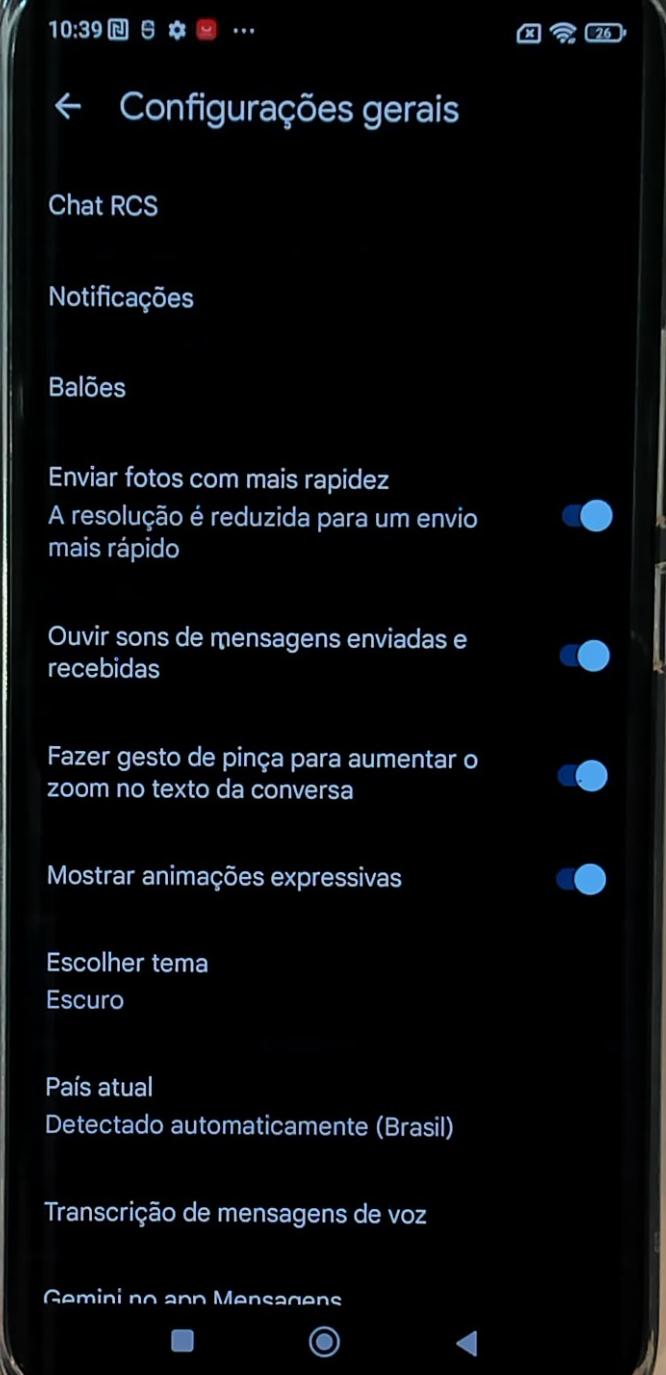 10:39
26
Configurações gerais
Chat RCS
Notificações
Balões
Enviar fotos com mais rapidez
A resolução é reduzida para um envio
mais rápido
Ouvir sons de mensagens enviadas e
recebidas
Fazer gesto de pinça para aumentar o
zoom no texto da conversa
Mostrar animações expressivas
Escolher tema
Escuro
País atual
Detectado automaticamente (Brasil)
Transcrição de mensagens de voz
Gemini no app Mensagens